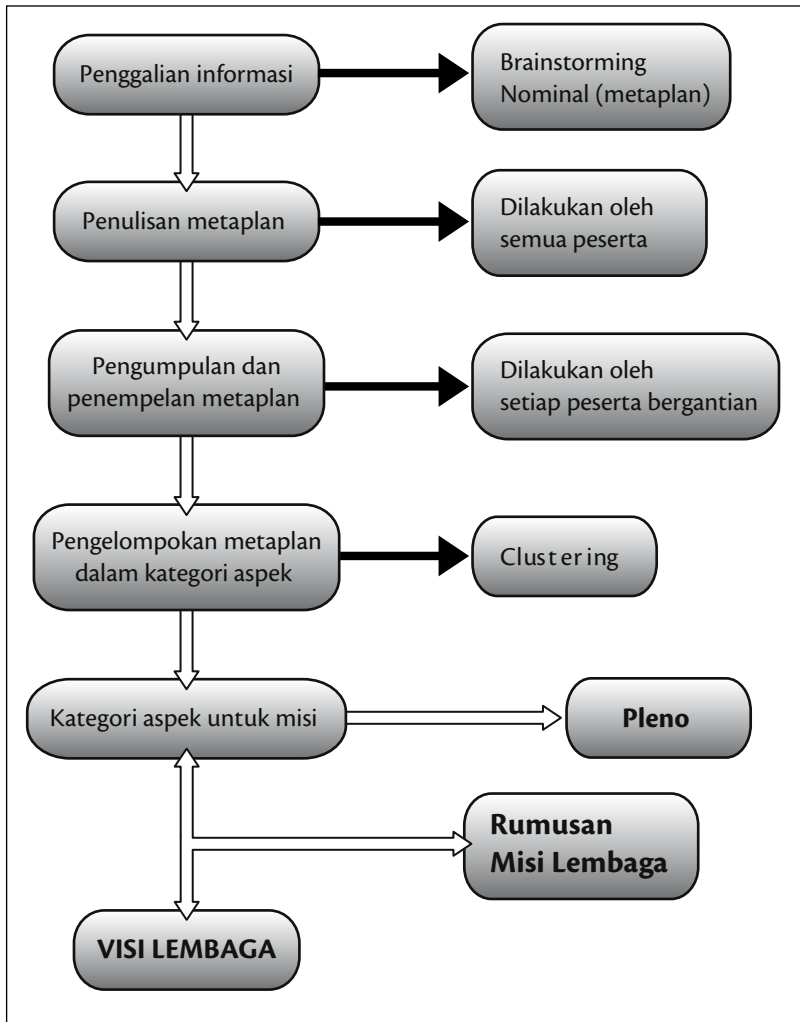 Penggalian informasi
Brainstorming
Nominal (metaplan)
Penulisan metaplan
Dilakukan oleh
semua peserta
Pengumpulan dan
penempelan metaplan
Dilakukan oleh
setiap peserta bergantian
Pengelompokan metaplan
dalam kategori aspek
Clustering
Kategori aspek untuk misi
Pleno
Rumusan
Misi Lembaga
VISI LEMBAGA